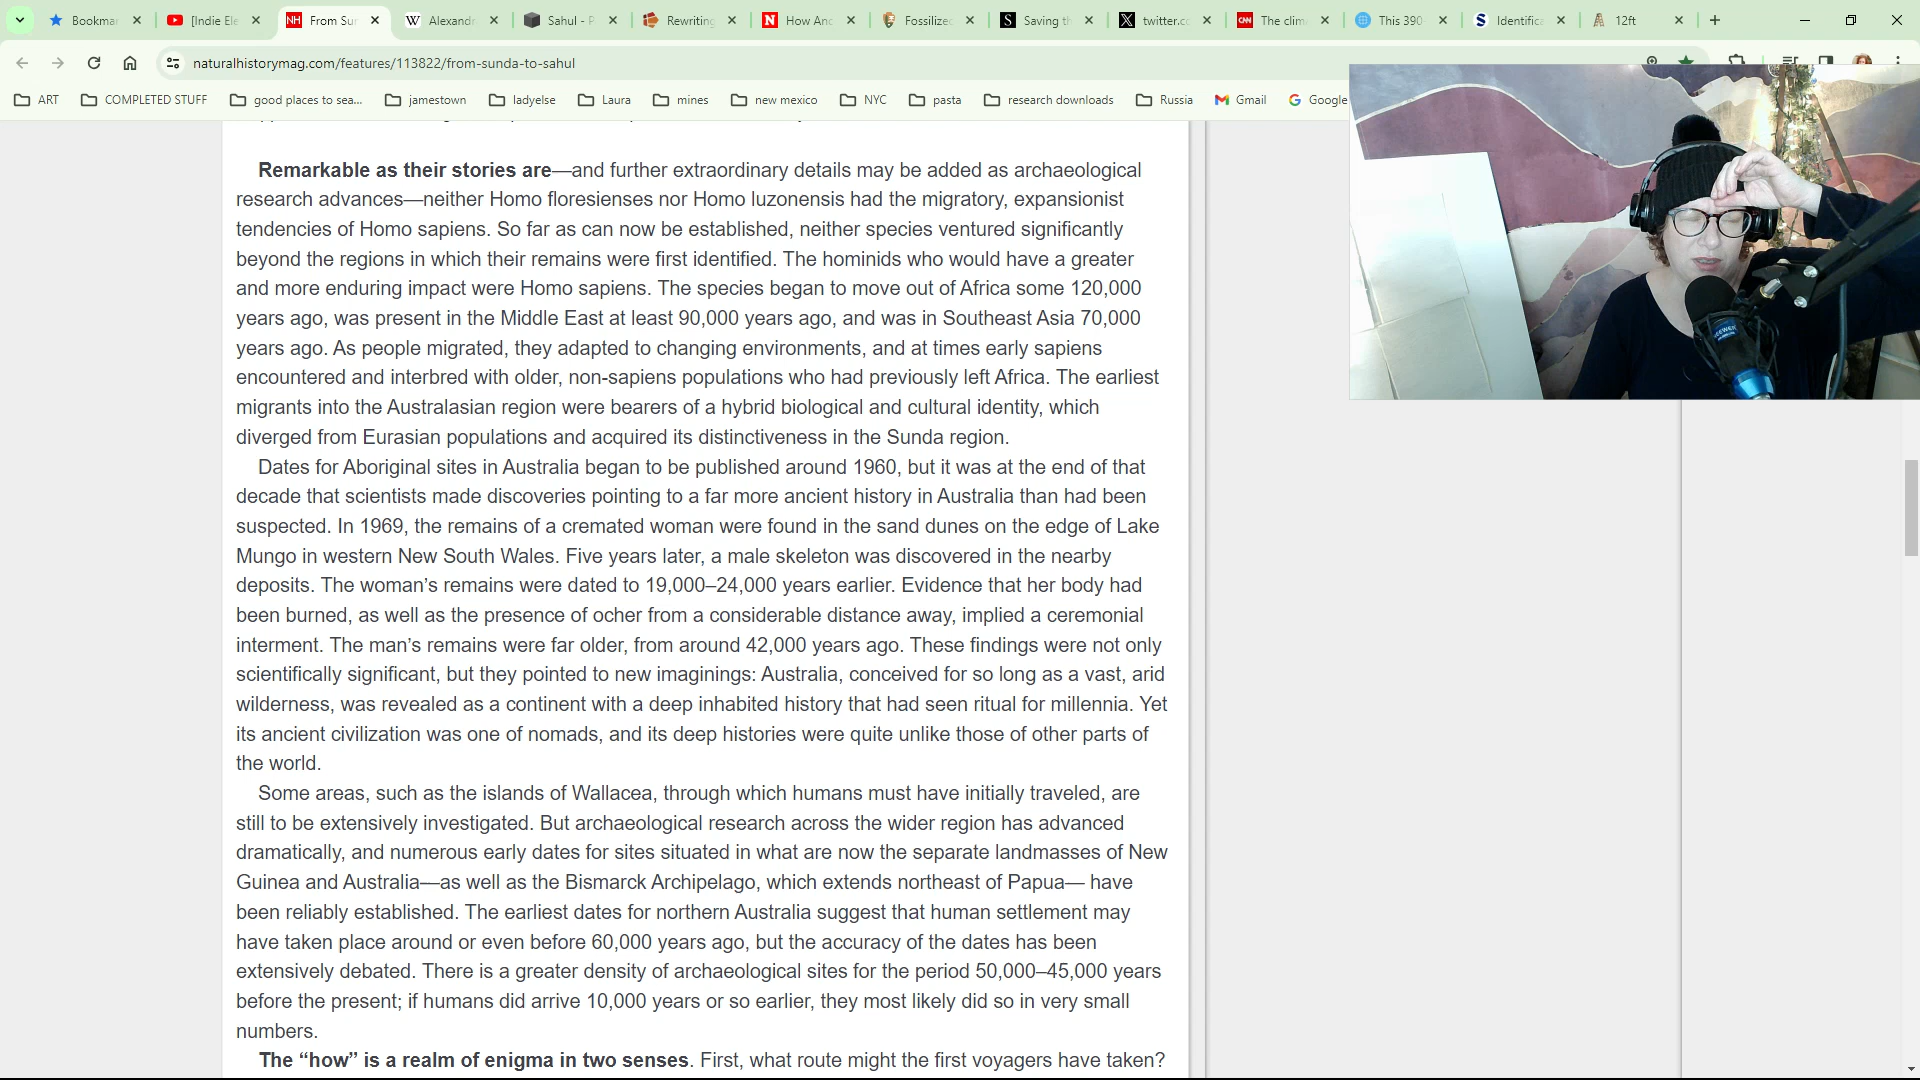 Bookmar
[Indie Ele
From Sun
Alexandr
Sahul - P
Rewriting
How Anc
Fossilized
Saving th
twitter.co
The clim
This 390
Identifica
12ft
naturalhistorymag.com/features/113822/from-sunda-to-sahul
ART
COMPLETED STUFF
good places to sea...
jamestown
ladyelse
Laura
mines
new mexico
NYC
pasta
research downloads
Russia
Gmail
Google
Remarkable as their stories are—and further extraordinary details may be added as archaeological
research advances—neither Homo floresienses nor Homo luzonensis had the migratory, expansionist
tendencies of Homo sapiens. So far as can now be established, neither species ventured significantly
beyond the regions in which their remains were first identified. The hominids who would have a greater
and more enduring impact were Homo sapiens. The species began to move out of Africa some 120,000
years ago, was present in the Middle East at least 90,000 years ago, and was in Southeast Asia 70,000
years ago. As people migrated, they adapted to changing environments, and at times early sapiens
encountered and interbred with older, non-sapiens populations who had previously left Africa. The earliest
migrants into the Australasian region were bearers of a hybrid biological and cultural identity, which
diverged from Eurasian populations and acquired its distinctiveness in the Sunda region.
Dates for Aboriginal sites in Australia began to be published around 1960, but it was at the end of that
decade that scientists made discoveries pointing to a far more ancient history in Australia than had been
suspected. In 1969, the remains of a cremated woman were found in the sand dunes on the edge of Lake
Mungo in western New South Wales. Five years later, a male skeleton was discovered in the nearby
deposits. The woman's remains were dated to 19,000–24,000 years earlier. Evidence that her body had
been burned, as well as the presence of ocher from a considerable distance away, implied a ceremonial
interment. The man's remains were far older, from around 42,000 years ago. These findings were not only
scientifically significant, but they pointed to new imaginings: Australia, conceived for so long as a vast, arid
wilderness, was revealed as a continent with a deep inhabited history that had seen ritual for millennia. Yet
its ancient civilization was one of nomads, and its deep histories were quite unlike those of other parts of
the world.
Some areas, such as the islands of Wallacea, through which humans must have initially traveled, are
still to be extensively investigated. But archaeological research across the wider region has advanced
dramatically, and numerous early dates for sites situated in what are now the separate landmasses of New
Guinea and Australia—as well as the Bismarck Archipelago, which extends northeast of Papua— have
been reliably established. The earliest dates for northern Australia suggest that human settlement may
have taken place around or even before 60,000 years ago, but the accuracy of the dates has been
extensively debated. There is a greater density of archaeological sites for the period 50,000–45,000 years
before the present; if humans did arrive 10,000 years or so earlier, they most likely did so in very small
numbers.
The “how” is a realm of enigma in two senses. First, what route might the first voyagers have taken?